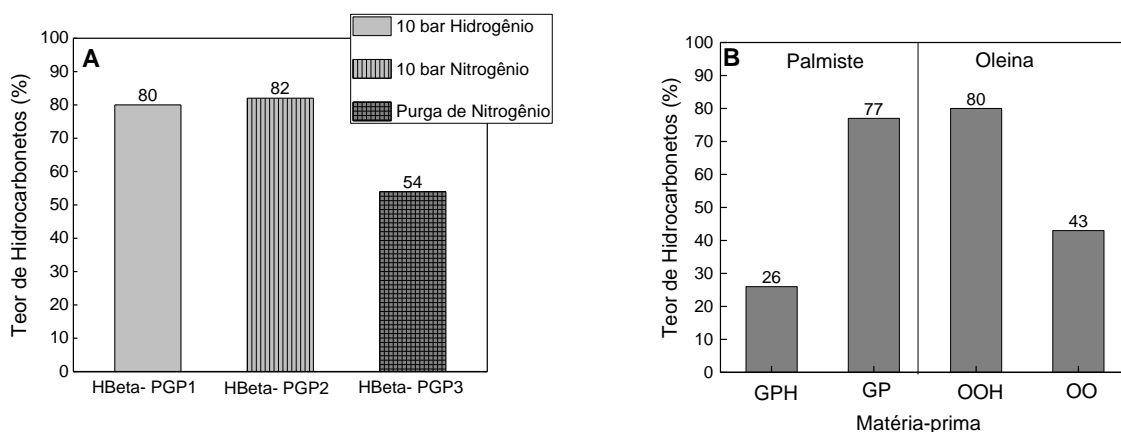 10 bar Hidrogênio
10 bar Nitrogênio
Purga de Nitrogênio
A
Teor de Hidrocarbonetos (%)
100
90
80
70
60
50
40
30
20
10
0
80
82
54
HBeta- PGP1
HBeta- PGP2
HBeta- PGP3
B
Palmiste
Oleina
Teor de Hidrocarbonetos (%)
100
90
80
70
60
50
40
30
20
10
0
26
77
80
43
GPH
GP
OOH
OO
Matéria-prima